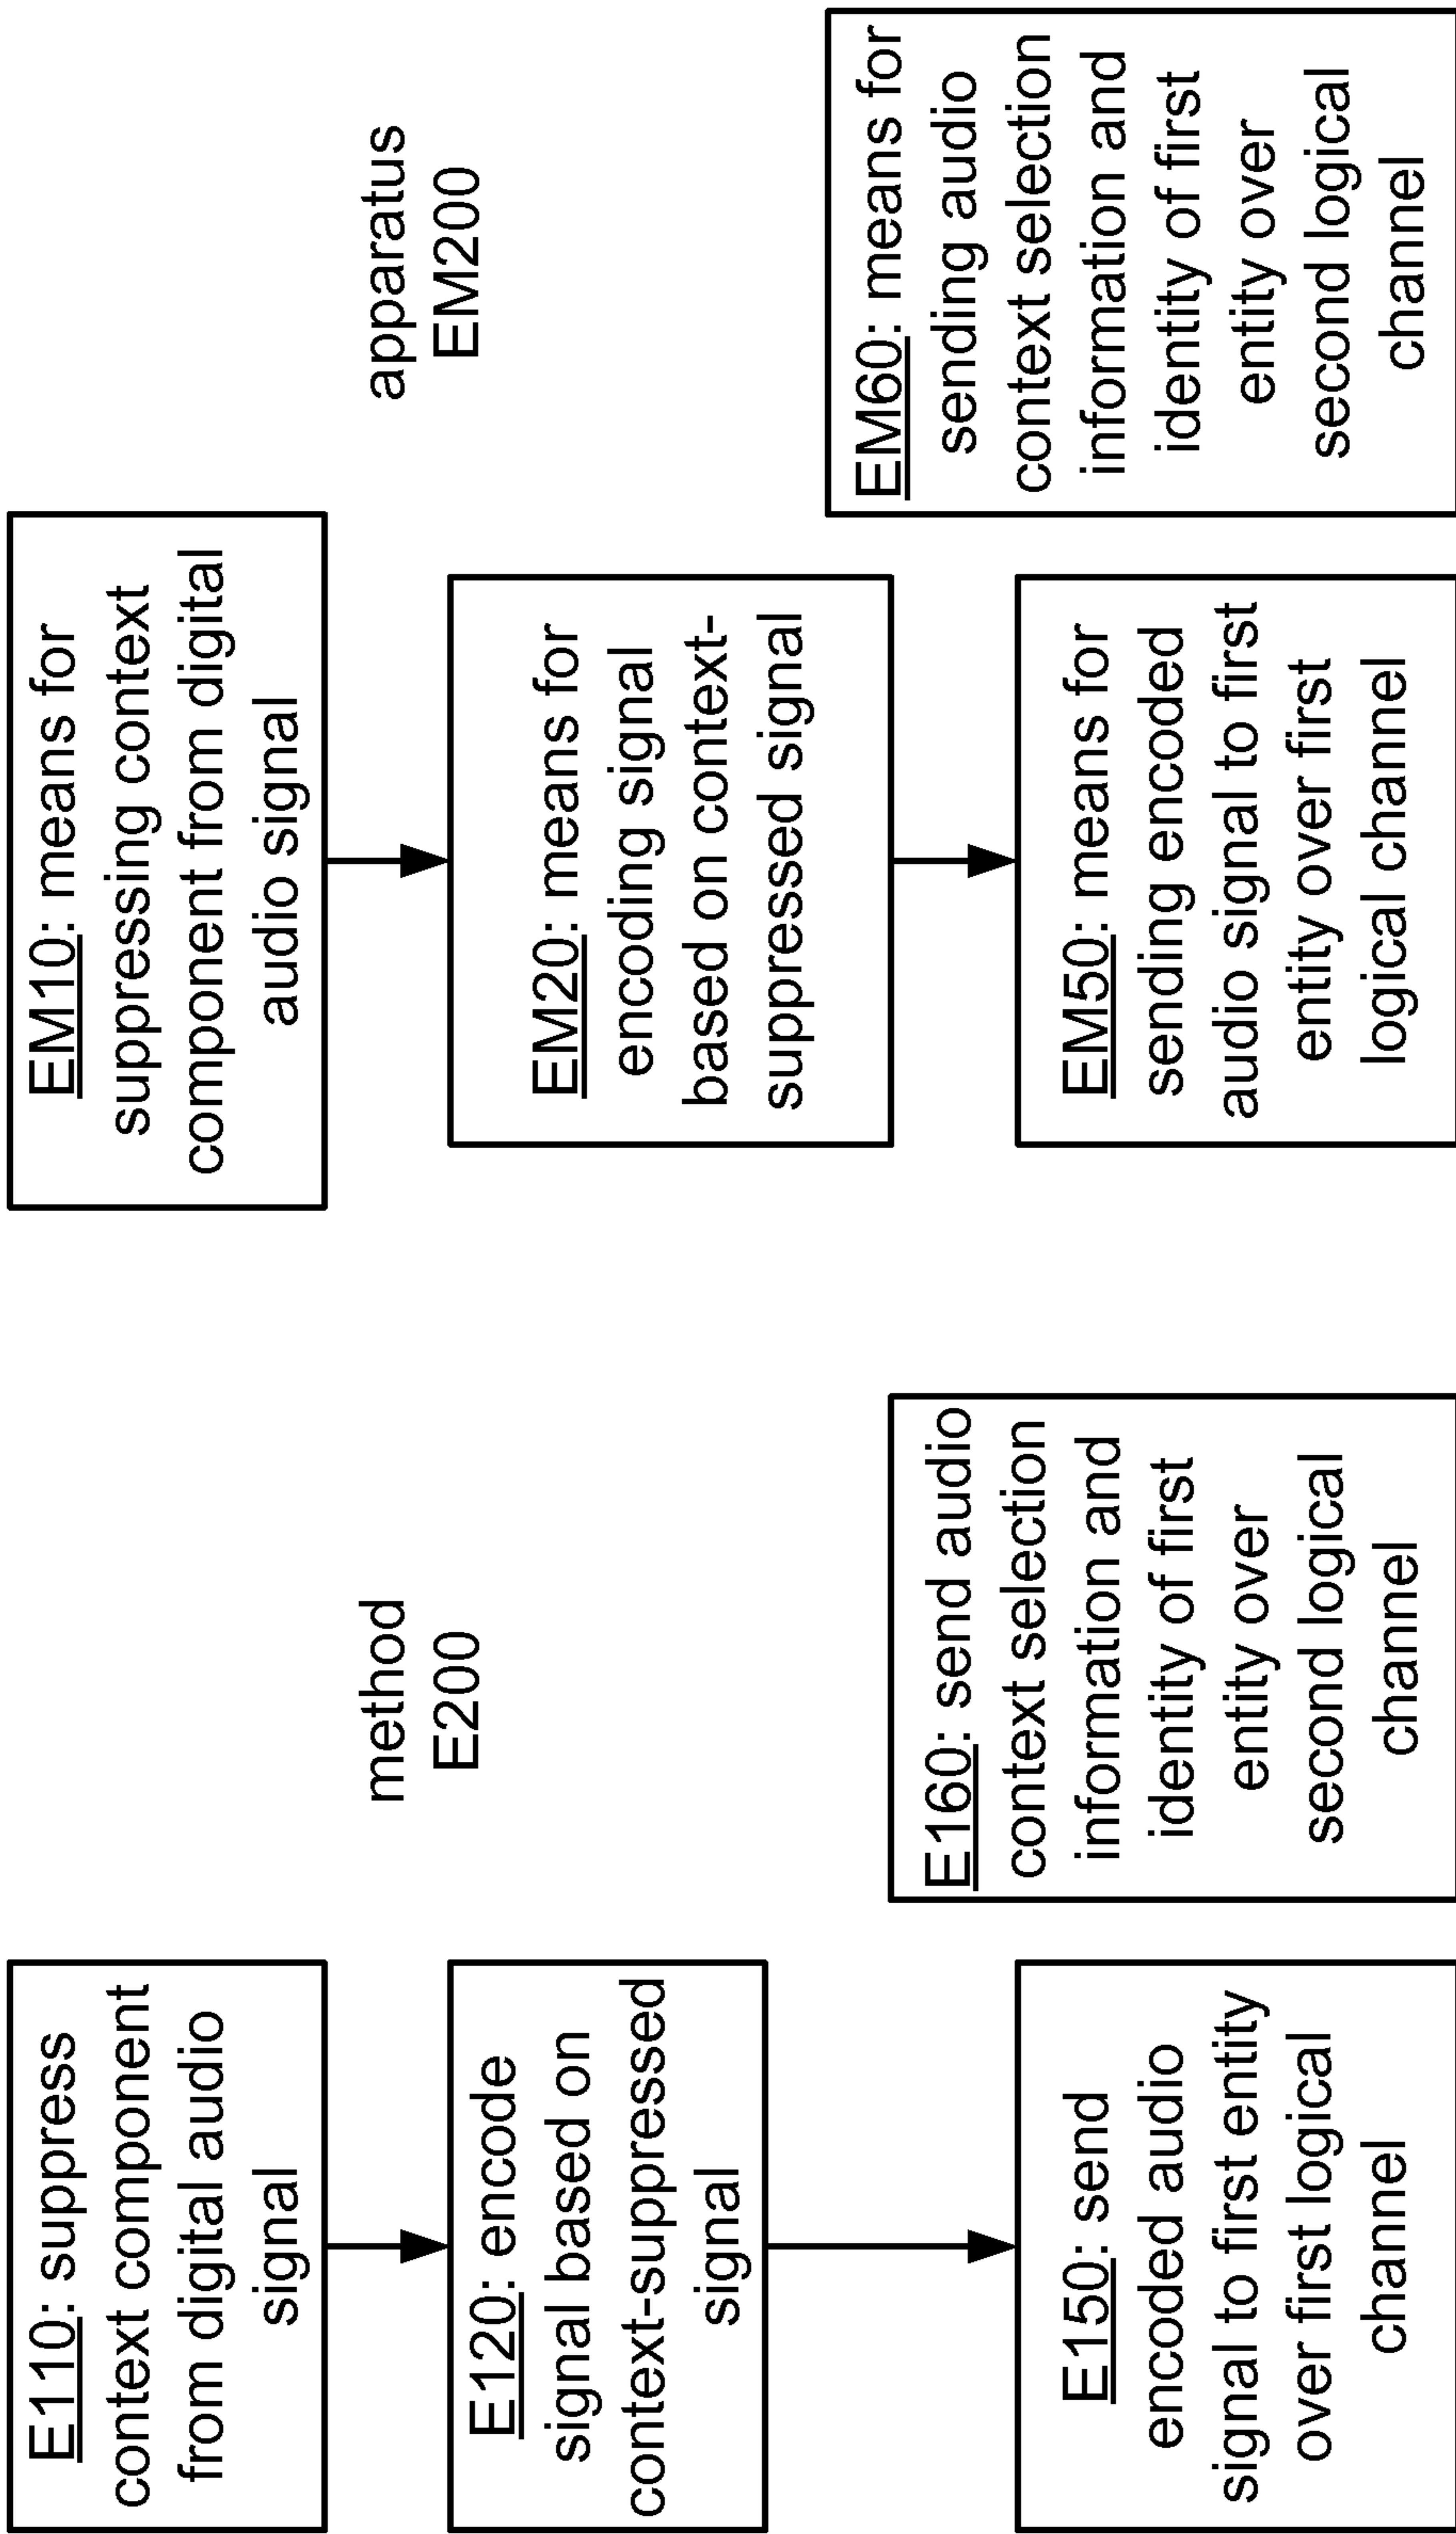 E110: suppress
context component
from digital audio
signal
E120: encode
signal based on
context-suppressed
signal
E150: send
encoded audio
signal to first entity
over first logical
channel
method
E200
E160: send audio
context selection
information and
identity of first
entity over
second logical
channel
EM10: means for
suppressing context
component from digital
audio signal
EM20: means for
encoding signal
based on context-
suppressed signal
EM50: means for
sending encoded
audio signal to first
entity over first
logical channel
apparatus
EM200
EM60: means for
sending audio
context selection
information and
identity of first
entity over
second logical
channel